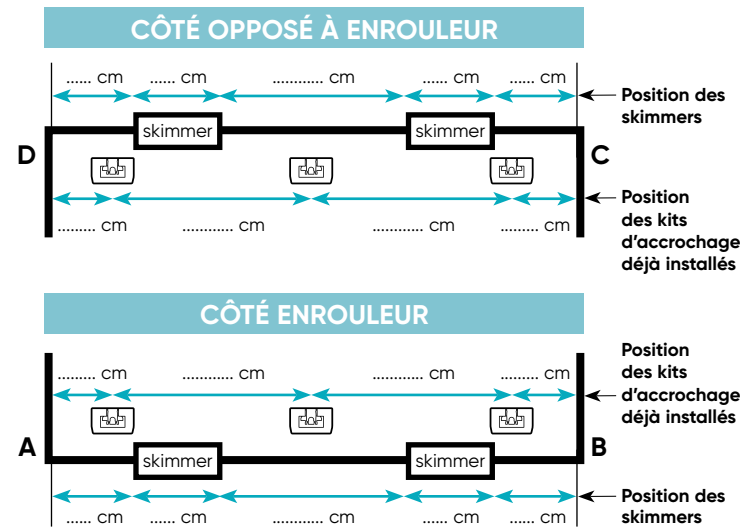 CÔTÉ OPPOSÉ À ENROULEUR
...... cm ...... cm ............ cm ...... cm ...... cm
Position des
skimmers
skimmer skimmer
D C
Position
des kits
d'accrochage
déjà installés
......... cm ............ cm ............ cm ......... cm
CÔTÉ ENROULEUR
Position
des kits
d'accrochage
déjà installés
......... cm ............ cm ............ cm ......... cm
A B
skimmer skimmer
Position des
skimmers
...... cm ...... cm ............ cm ...... cm ...... cm